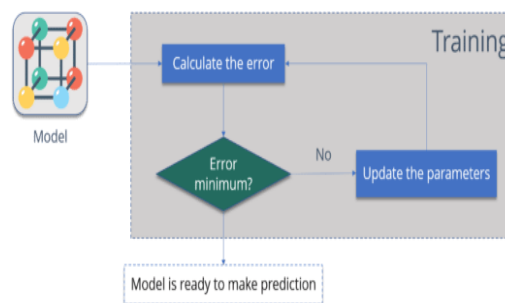 Training
Calculate the error
Model
Error
minimum?
No
Update the parameters
Model is ready to make prediction